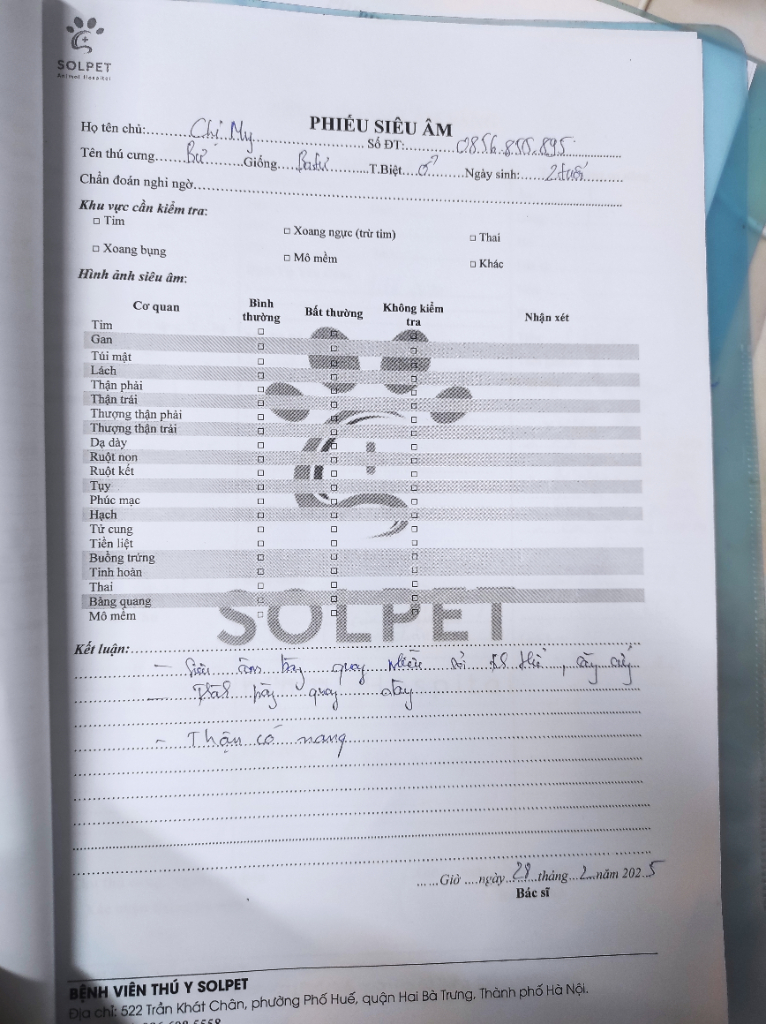 SOLPET
Animal Hospital
PHIẾU SIÊU ÂM
Họ tên chủ: Chị My Số ĐT: 0856.855.895
Tên thú cưng Bư Giống T.Biệt ♂ Ngày sinh: 2 tuổi
Chẩn đoán nghi ngờ
Khu vực cần kiểm tra:
□ Tim □ Xoang ngực (trừ tim) □ Thai
□ Xoang bụng □ Mô mềm □ Khác
Hình ảnh siêu âm:
Cơ quan Bình thường Bất thường Không kiểm tra Nhận xét
Tim □ □ □
Gan □ □ □
Túi mật □ □ □
Lách □ □ □
Thận phải □ □ □
Thận trái □ □ □
Thượng thận phải □ □ □
Thượng thận trái □ □ □
Dạ dày □ □ □
Ruột non □ □ □
Ruột kết □ □ □
Tụy □ □ □
Phúc mạc □ □ □
Hạch □ □ □
Tử cung □ □ □
Tiền liệt □ □ □
Buồng trứng □ □ □
Tinh hoàn □ □ □
Thai □ □ □
Bàng quang □ □ □
Mô mềm □ □ □
SOLPET
Kết luận:
- Siêu âm bàng quang nhiều sỏi
bàng quang dày
- Thận có nang
Giờ ngày 28 tháng 2 năm 2025
Bác sĩ
BỆNH VIÊN THÚ Y SOLPET
Địa chỉ: 522 Trần Khát Chân, phường Phố Huế, quận Hai Bà Trưng, Thành phố Hà Nội.